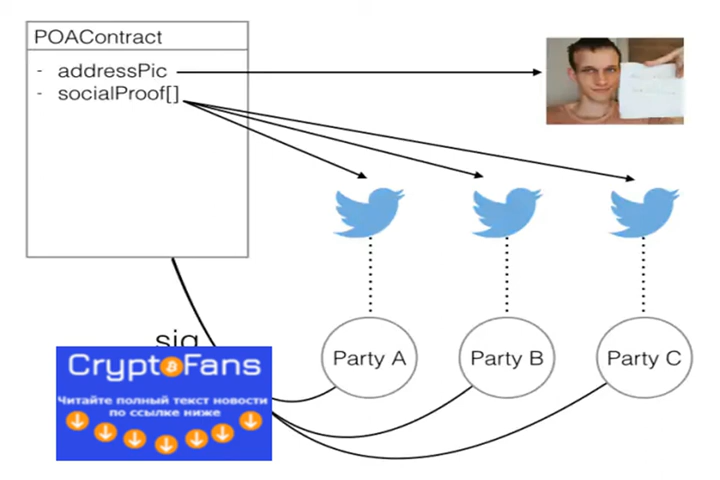 POAContract
- addressPic
- socialProof[]
Party A
Party B
Party C
sig
CryptoFans
Читайте полный текст новости
по ссылке ниже